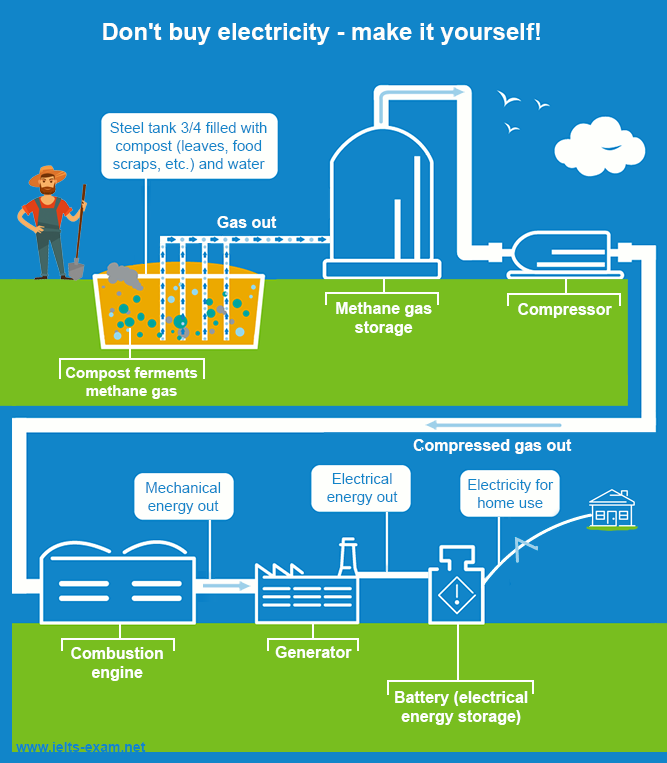 Don't buy electricity - make it yourself!
Steel tank 3/4 filled with
compost (leaves, food
scraps, etc.) and water
Gas out
Methane gas
storage
Compressor
Compost ferments
methane gas
Compressed gas out
Mechanical
energy out
Electrical
energy out
Electricity for
home use
Combustion
engine
Generator
Battery (electrical
energy storage)
www.ielts-exam.net